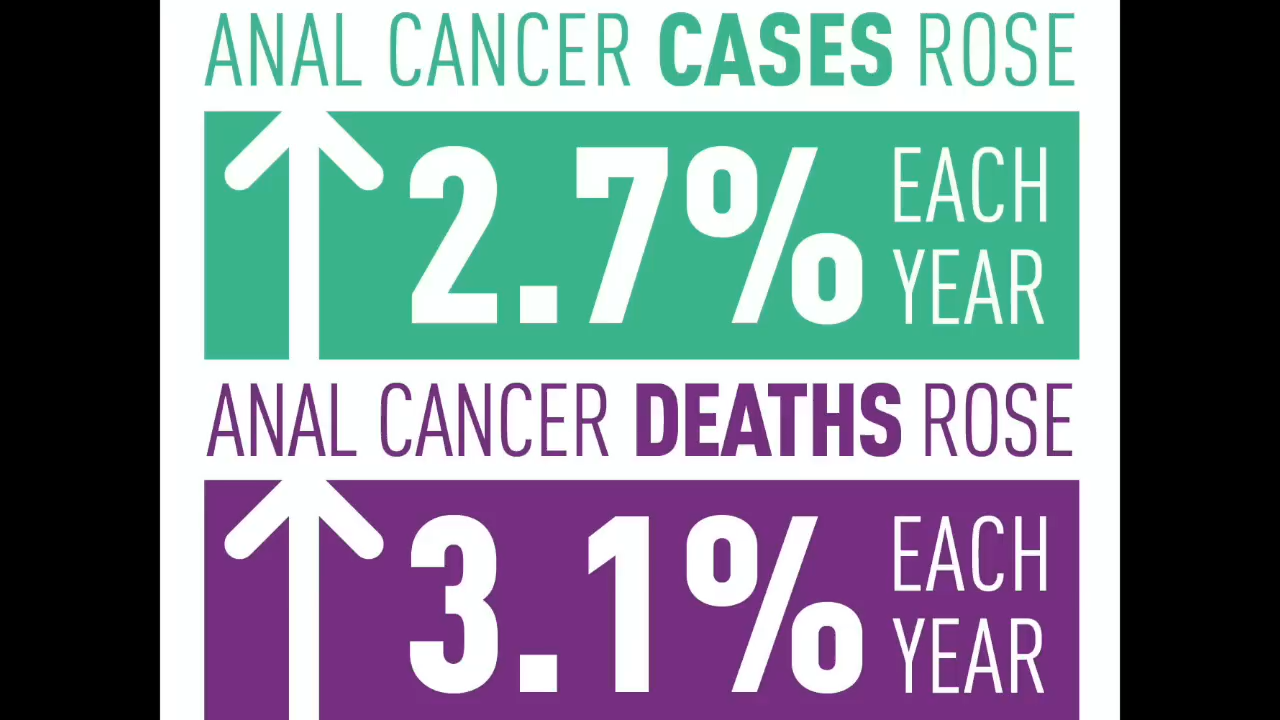 ANAL CANCER CASES ROSE
2.7% EACH
YEAR
ANAL CANCER DEATHS ROSE
3.1% EACH
YEAR